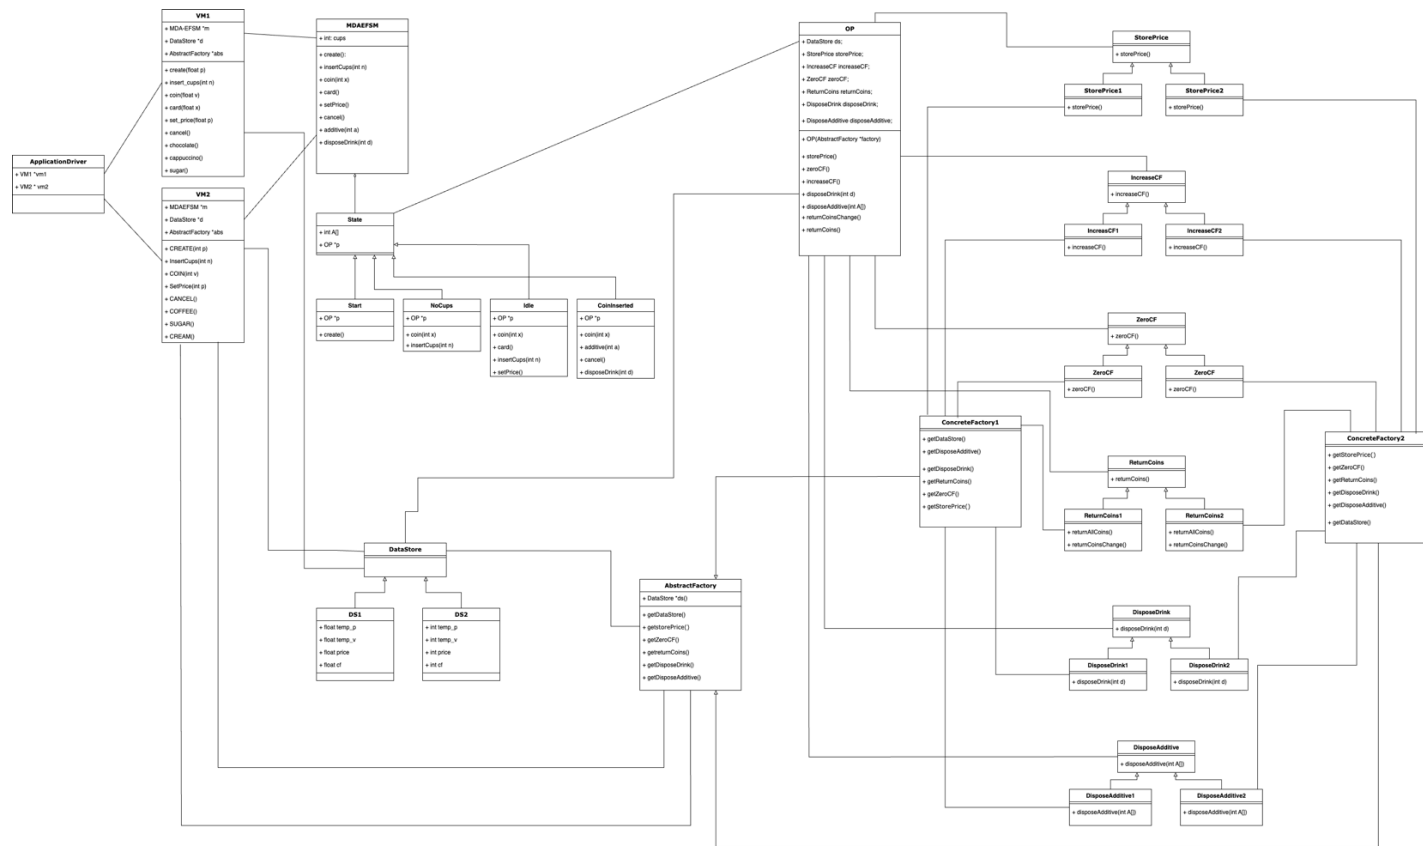 VM1
+ MDA-EFSM *m
+ DataStore *d
+ AbstractFactory *abs
+ create(float p)
+ insert_cups(int n)
+ coin(float v)
+ card(float x)
+ set_price(float p)
+ cancel()
+ chocolate()
+ cappuccino()
+ sugar()
MDAEFSM
+ int: cups
+ create():
+ insertCups(int n)
+ coin(int x)
+ card()
+ setPrice()
+ cancel()
+ additive(int a)
+ disposeDrink(int d)
ApplicationDriver
+ VM1 *vm1
+ VM2 * vm2
VM2
+ MDAEFSM *m
+ DataStore *d
+ AbstractFactory *abs
+ CREATE(int p)
+ InsertCups(int n)
+ COIN(int v)
+ SetPrice(int p)
+ CANCEL()
+ COFFEE()
+ SUGAR()
+ CREAM()
State
+ int A[]
+ OP *p
Start
+ OP *p
+ create()
NoCups
+ OP *p
+ coin(int x)
+ insertCups(int n)
Idle
+ OP *p
+ coin(int x)
+ card()
+ insertCups(int n)
+ setPrice()
CoinInserted
+ OP *p
+ coin(int x)
+ additive(int a)
+ cancel()
+ disposeDrink(int d)
DataStore
DS1
+ float temp_p
+ float temp_v
+ float price
+ float cf
DS2
+ int temp_p
+ int temp_v
+ int price
+ int cf
AbstractFactory
+ DataStore *ds()
+ getDataStore()
+ getstorePrice()
+ getZeroCF()
+ getreturnCoins()
+ getDisposeDrink()
+ getDisposeAdditive()
OP
+ DataStore ds;
+ StorePrice storePrice;
+ IncreaseCF increaseCF;
+ ZeroCF zeroCF;
+ ReturnCoins returnCoins;
+ DisposeDrink disposeDrink;
+ DisposeAdditive disposeAdditive;
+ OP(AbstractFactory *factory)
+ storePrice()
+ zeroCF()
+ increaseCF()
+ disposeDrink(int d)
+ disposeAdditive(int A[])
+ returnCoinsChange()
+ returnCoins()
ConcreteFactory1
+ getDataStore()
+ getDisposeAdditive()
+ getDisposeDrink()
+ getReturnCoins()
+ getZeroCF()
+ getStorePrice()
StorePrice
+ storePrice()
StorePrice1
+ storePrice()
StorePrice2
+ storePrice()
IncreaseCF
+ increaseCF()
IncressCF1
+ increaseCF()
IncreaseCF2
+ increaseCF()
ZeroCF
+ zeroCF()
ZeroCF
+ zeroCF()
ZeroCF
+ zeroCF()
ReturnCoins
+ returnCoins()
ReturnCoins1
+ returnAllCoins()
+ returnCoinsChange()
ReturnCoins2
+ returnAllCoins()
+ returnCoinsChange()
DisposeDrink
+ disposeDrink(int d)
DisposeDrink1
+ disposeDrink(int d)
DisposeDrink2
+ disposeDrink(int d)
DisposeAdditive
+ disposeAdditive(int A[])
DisposeAdditive1
+ disposeAdditive(int A[])
DisposeAdditive2
+ disposeAdditive(int A[])
ConcreteFactory2
+ getStorePrice()
+ getZeroCF()
+ getReturnCoins()
+ getDisposeDrink()
+ getDisposeAdditive()
+ getDataStore()